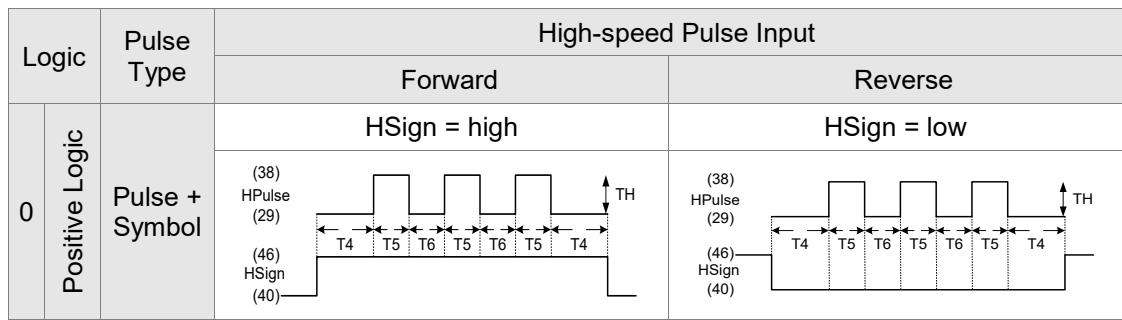 Logic
Pulse
Type
High-speed Pulse Input
Forward
Reverse
0
Positive Logic
Pulse +
Symbol
HSign = high
HSign = low
(38)
HPulse
(29)
TH
T4 T5 T6 T5 T6 T5 T4
(46)
HSign
(40)
(38)
HPulse
(29)
TH
T4 T5 T6 T5 T6 T5 T4
(46)
HSign
(40)